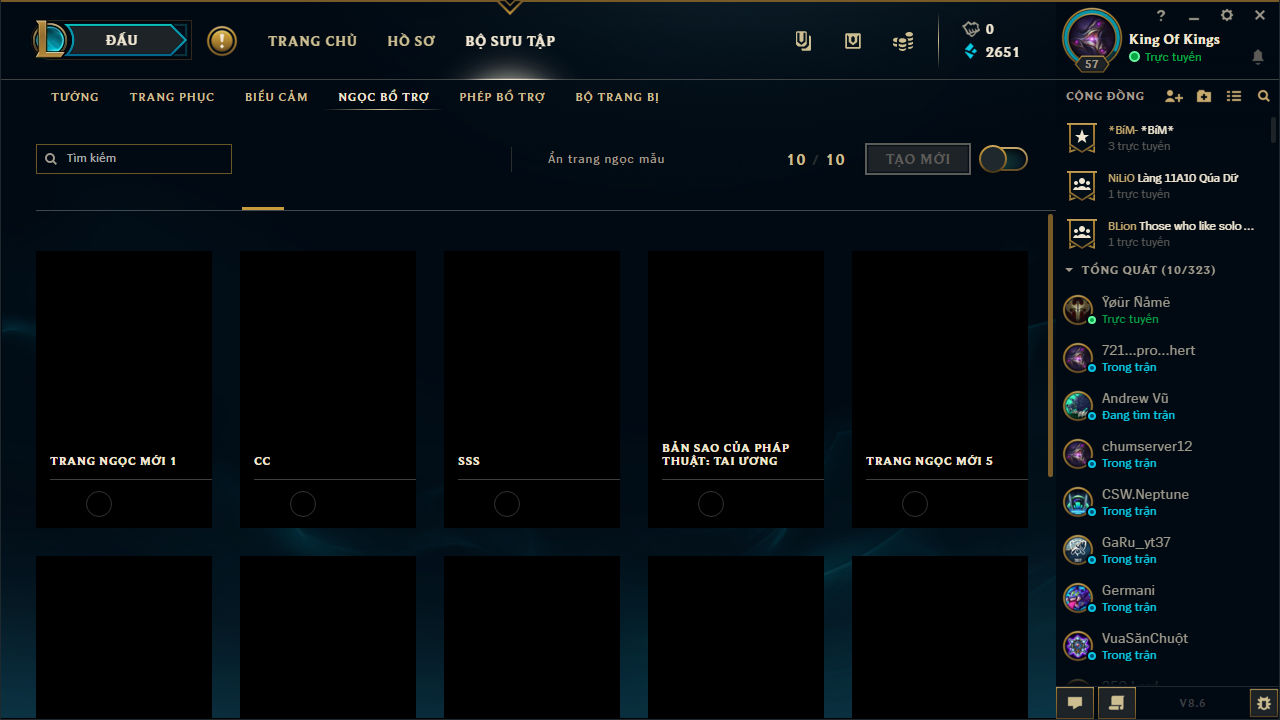 ĐẤU
!
TRANG CHỦ
HỒ SƠ
BỘ SƯU TẬP
0
2651
?
57
King Of Kings
Trực tuyến
TƯỚNG
TRANG PHỤC
BIỂU CẢM
NGỌC BỔ TRỢ
PHÉP BỔ TRỢ
BỘ TRANG BỊ
CỘNG ĐỒNG
Tìm kiếm
Ẩn trang ngọc mẫu
10 / 10
TẠO MỚI
TRANG NGỌC MỚI 1
CC
SSS
BẢN SAO CỦA PHÁP
THUẬT: TAI ƯƠNG
TRANG NGỌC MỚI 5
*BíM- *BíM*
3 trực tuyến
NiLiO Làng 11A10 Qúa Dữ
1 trực tuyến
BLion Those who like solo ...
1 trực tuyến
TỔNG QUÁT (10/323)
Ÿøür Ñåmë
Trực tuyến
721...pro...hert
Trong trận
Andrew Vũ
Đang tìm trận
chumserver12
Trong trận
CSW.Neptune
Trong trận
GaRu_yt37
Trong trận
Germani
Trong trận
VuaSănChuột
Trong trận
V8.6